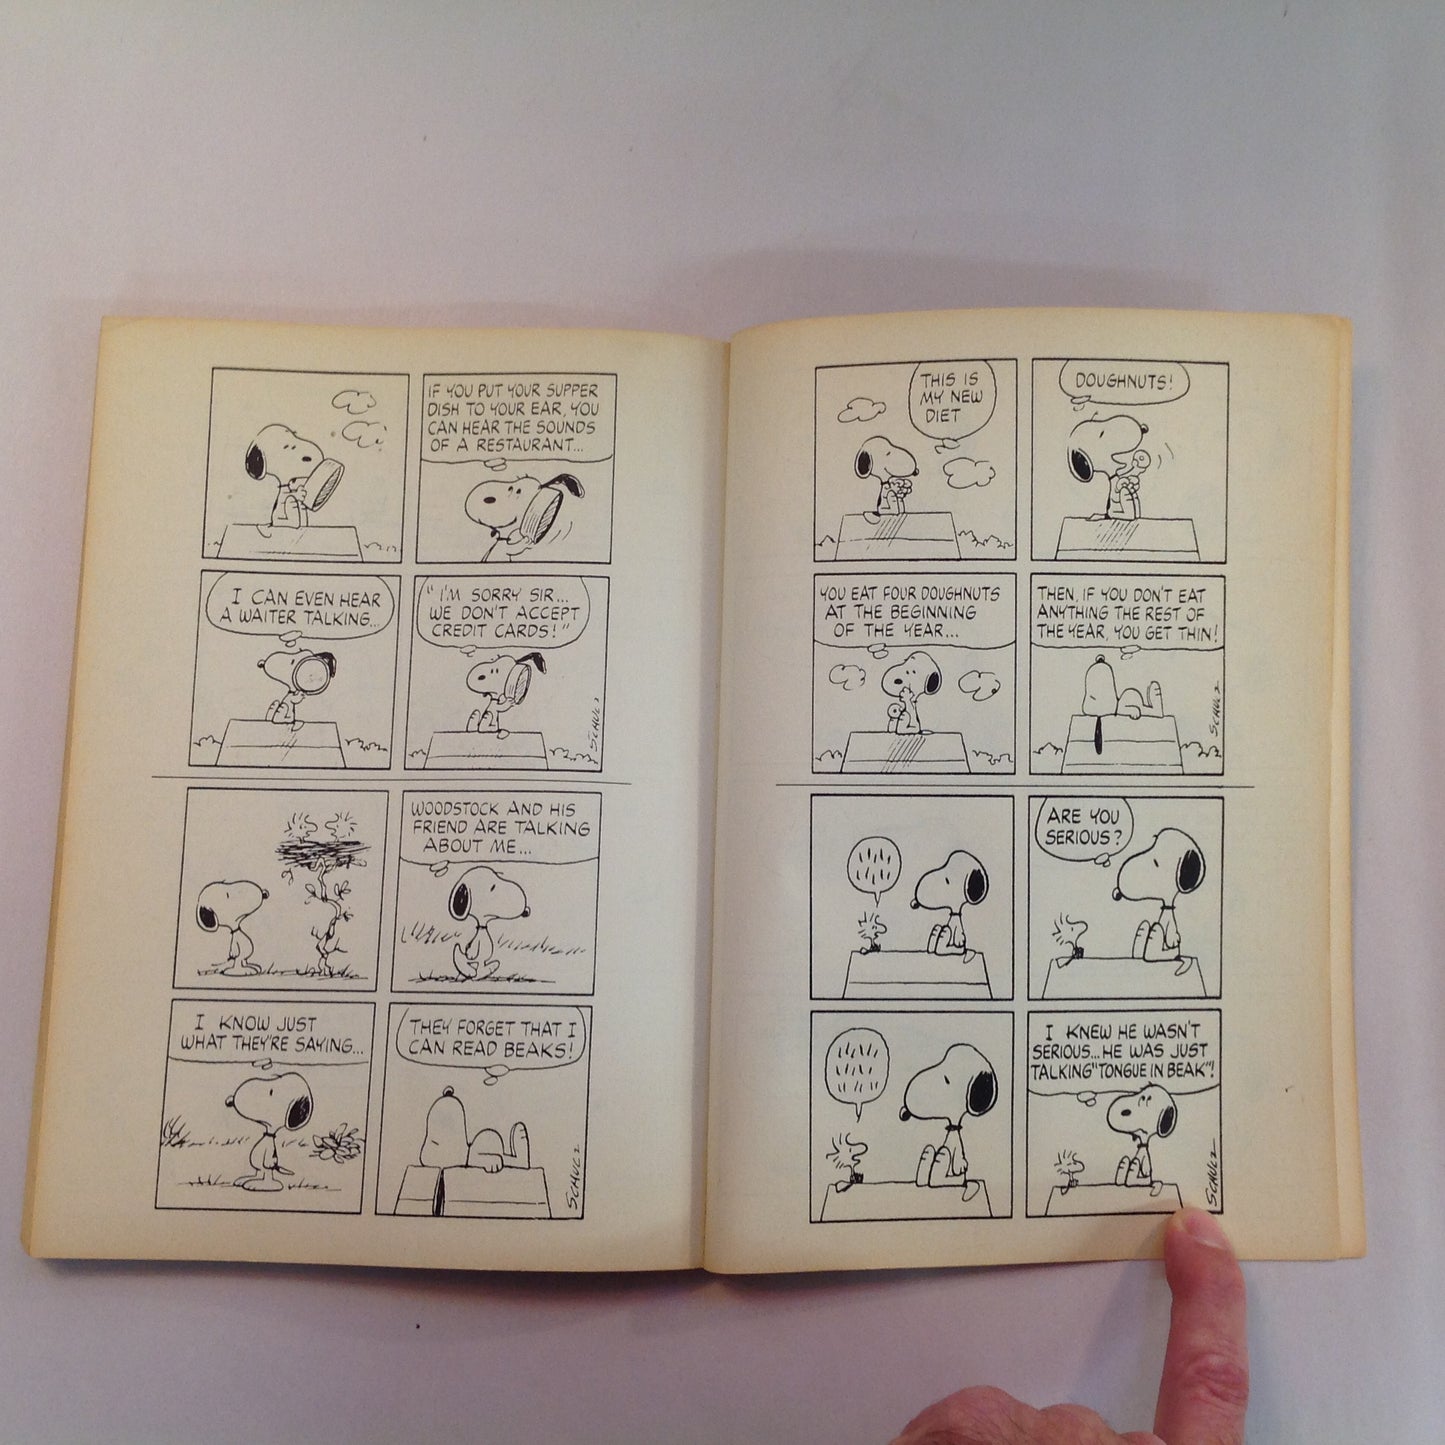 IF YOU PUT YOUR SUPPER
DISH TO YOUR EAR, YOU
CAN HEAR THE SOUNDS
OF A RESTAURANT...
I CAN EVEN HEAR
A WAITER TALKING...
"I'M SORRY SIR...
WE DON'T ACCEPT
CREDIT CARDS!"
SCHULZ
WOODSTOCK AND HIS
FRIEND ARE TALKING
ABOUT ME...
I KNOW JUST
WHAT THEY'RE SAYING...
THEY FORGET THAT I
CAN READ BEAKS!
SCHULZ
THIS IS
MY NEW
DIET
DOUGHNUTS!
YOU EAT FOUR DOUGHNUTS
AT THE BEGINNING
OF THE YEAR...
THEN, IF YOU DON'T EAT
ANYTHING THE REST OF
THE YEAR, YOU GET THIN!
SCHULZ
ARE YOU
SERIOUS?
I KNEW HE WASN'T
SERIOUS...HE WAS JUST
TALKING "TONGUE IN BEAK"!
SCHULZ